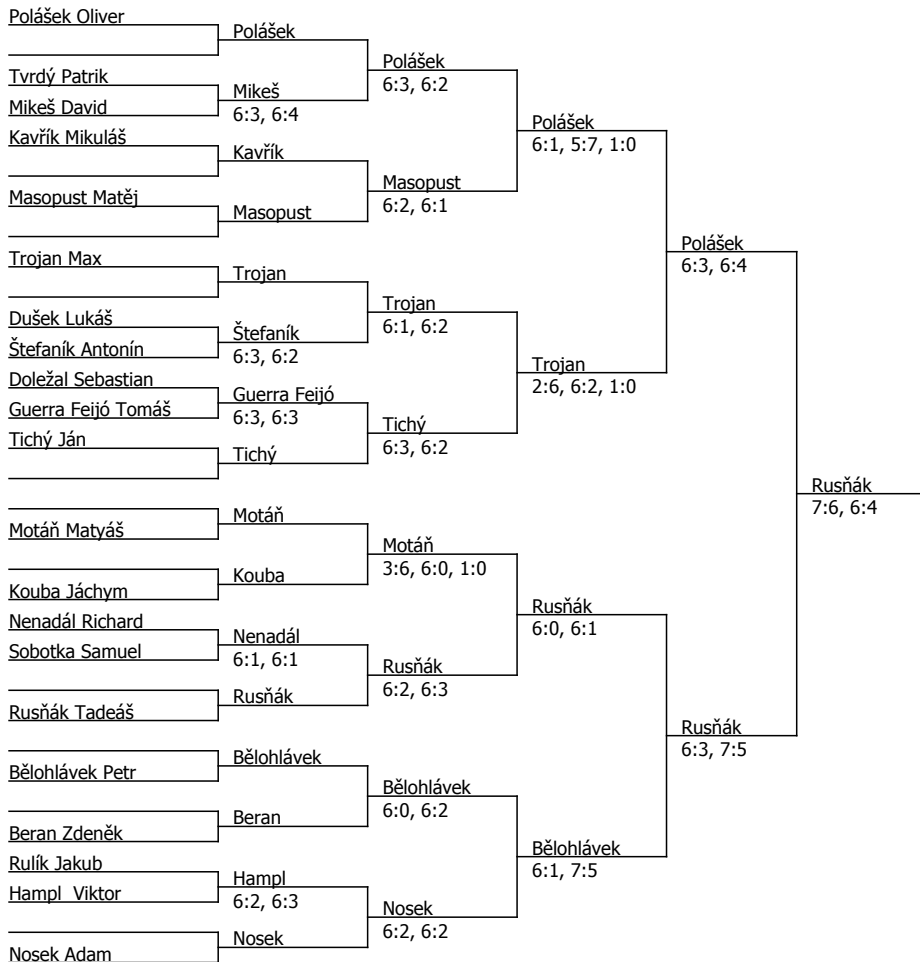 Polášek Oliver
Polášek
Polášek
6:3, 6:2
Tvrdý Patrik
Mikeš
6:3, 6:4
Mikeš David
Polášek
6:1, 5:7, 1:0
Kavřík Mikuláš
Kavřík
Masopust
6:2, 6:1
Masopust Matěj
Masopust
Polášek
6:3, 6:4
Trojan Max
Trojan
Trojan
6:1, 6:2
Dušek Lukáš
Štefaník
6:3, 6:2
Štefaník Antonín
Trojan
2:6, 6:2, 1:0
Doležal Sebastian
Guerra Feijó
6:3, 6:3
Guerra Feijó Tomáš
Tichý
6:3, 6:2
Tichý Ján
Tichý
Rusňák
7:6, 6:4
Motáň
Motáň Matyáš
Motáň
3:6, 6:0, 1:0
Kouba
Kouba Jáchym
Rusňák
6:0, 6:1
Nenadál Richard
Nenadál
6:1, 6:1
Sobotka Samuel
Rusňák
6:2, 6:3
Rusňák
Rusňák Tadeáš
Rusňák
6:3, 7:5
Bělohlávek
Bělohlávek Petr
Bělohlávek
6:0, 6:2
Beran
Beran Zdeněk
Bělohlávek
6:1, 7:5
Rulík Jakub
Hampl
6:2, 6:3
Hampl  Viktor
Nosek
6:2, 6:2
Nosek
Nosek Adam